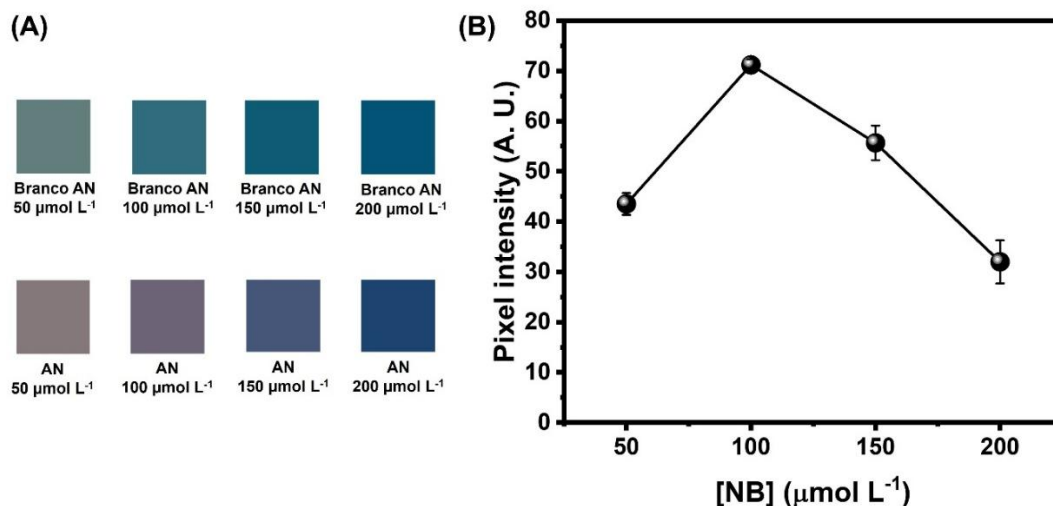 (A)
Branco AN
50 μmol L⁻¹
Branco AN
100 μmol L⁻¹
Branco AN
150 μmol L⁻¹
Branco AN
200 μmol L⁻¹
AN
50 μmol L⁻¹
AN
100 μmol L⁻¹
AN
150 μmol L⁻¹
AN
200 μmol L⁻¹
(B)
Pixel intensity (A. U.)
80
70
60
50
40
30
20
10
0
50
100
150
200
[NB] (μmol L⁻¹)